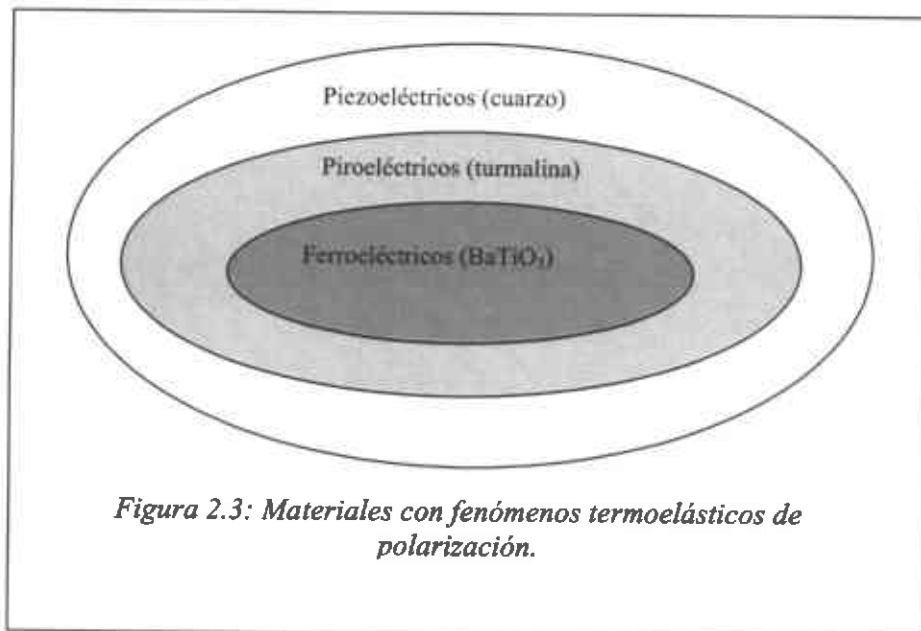 Piezoeléctricos (cuarzo)
Piroeléctricos (turmalina)
Ferroeléctricos (BaTiO₃)
Figura 2.3: Materiales con fenómenos termoelásticos de
polarización.